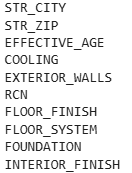 STR_CITY
STR_ZIP
EFFECTIVE_AGE
COOLING
EXTERIOR_WALLS
RCN
FLOOR_FINISH
FLOOR_SYSTEM
FOUNDATION
INTERIOR_FINISH